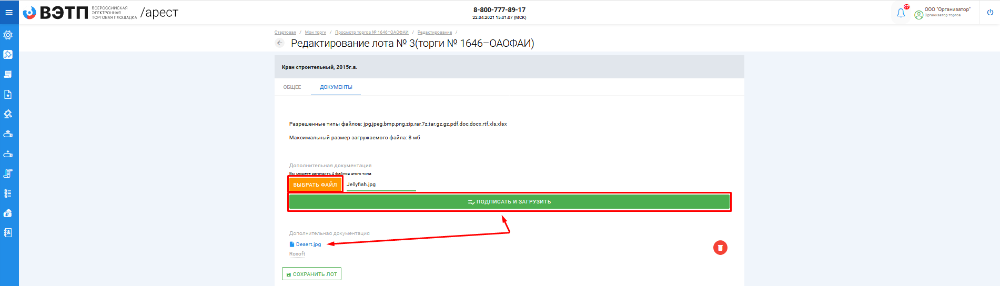 ВЭТП
ВСЕРОССИЙСКАЯ
ЭЛЕКТРОННАЯ
ТОРГОВАЯ ПЛОЩАДКА
/арест
8-800-777-89-17
22.04.2021 15:01:07 (МСК)
97
ООО "Организатор"
Организатор торгов
Стартовая / Мои торги / Просмотр торгов № 1646-ОАОФАИ / Редактирование /
Редактирование лота № 3(торги № 1646-ОАОФАИ)
Кран строительный, 2015г.в.
ОБЩЕЕ ДОКУМЕНТЫ
Разрешенные типы файлов: jpg,jpeg,bmp,png,zip,rar,7z,tar.gz,gz,pdf,doc,docx,rtf,xls,xlsx
Максимальный размер загружаемого файла: 8 мб
Дополнительная документация
Вы можете загрузить 4 файлов этого типа
ВЫБРАТЬ ФАЙЛ Jellyfish.jpg
ПОДПИСАТЬ И ЗАГРУЗИТЬ
Дополнительная документация
Desert.jpg
Roxoft
СОХРАНИТЬ ЛОТ